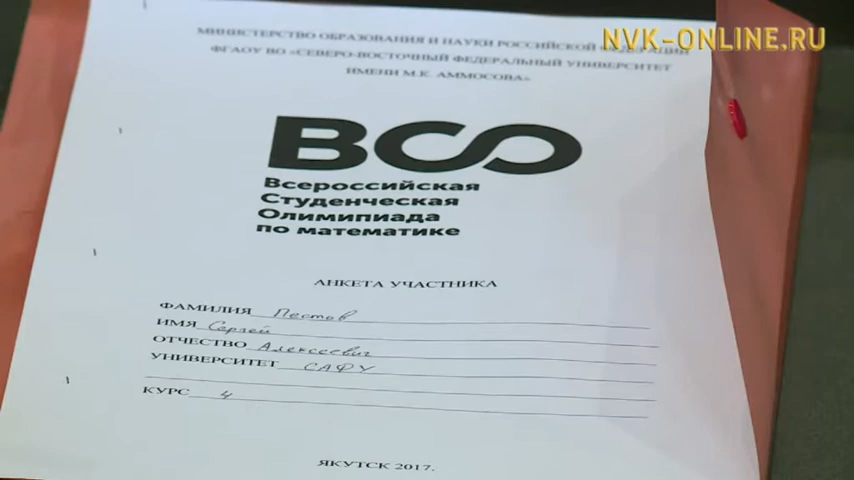 NVK-ONLINE.RU
МИНИСТЕРСТВО ОБРАЗОВАНИЯ И НАУКИ РОССИЙСКОЙ ФЕДЕРАЦИИ
ФГАОУ ВО «СЕВЕРО-ВОСТОЧНЫЙ ФЕДЕРАЛЬНЫЙ УНИВЕРСИТЕТ
ИМЕНИ М.К. АММОСОВА»
ВСО
Всероссийская
Студенческая
Олимпиада
по математике
АНКЕТА УЧАСТНИКА
ФАМИЛИЯ Пестов
ИМЯ Сергей
ОТЧЕСТВО Алексеевич
УНИВЕРСИТЕТ САФУ
КУРС 4
ЯКУТСК 2017.